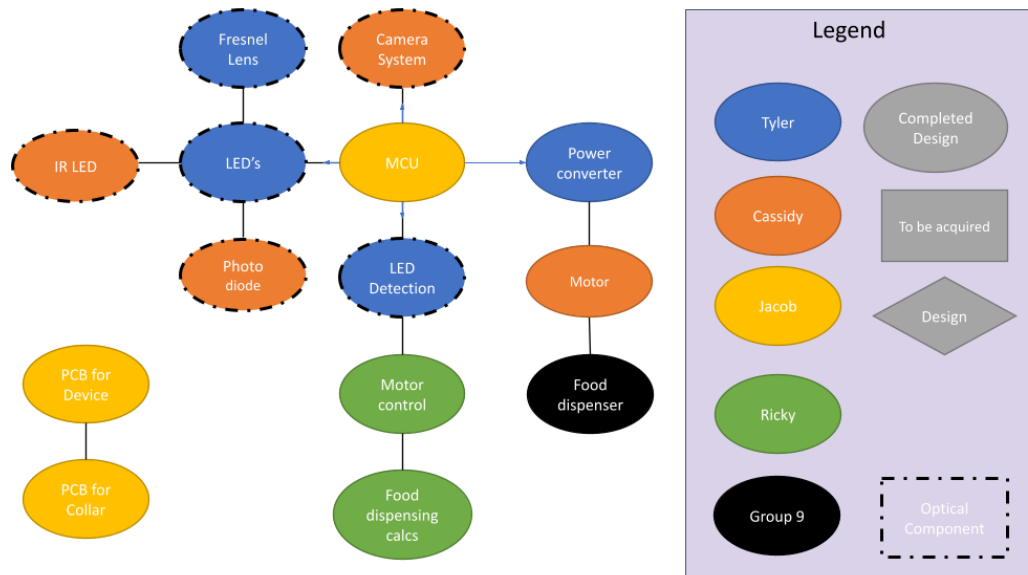 Fresnel
Lens
Camera
System
IR LED
LED's
MCU
Power
converter
Photo
diode
LED
Detection
Motor
PCB for
Device
Motor
control
Food
dispenser
PCB for
Collar
Food
dispensing
calcs
Legend
Tyler
Completed
Design
Cassidy
To be acquired
Jacob
Design
Ricky
Group 9
Optical
Component